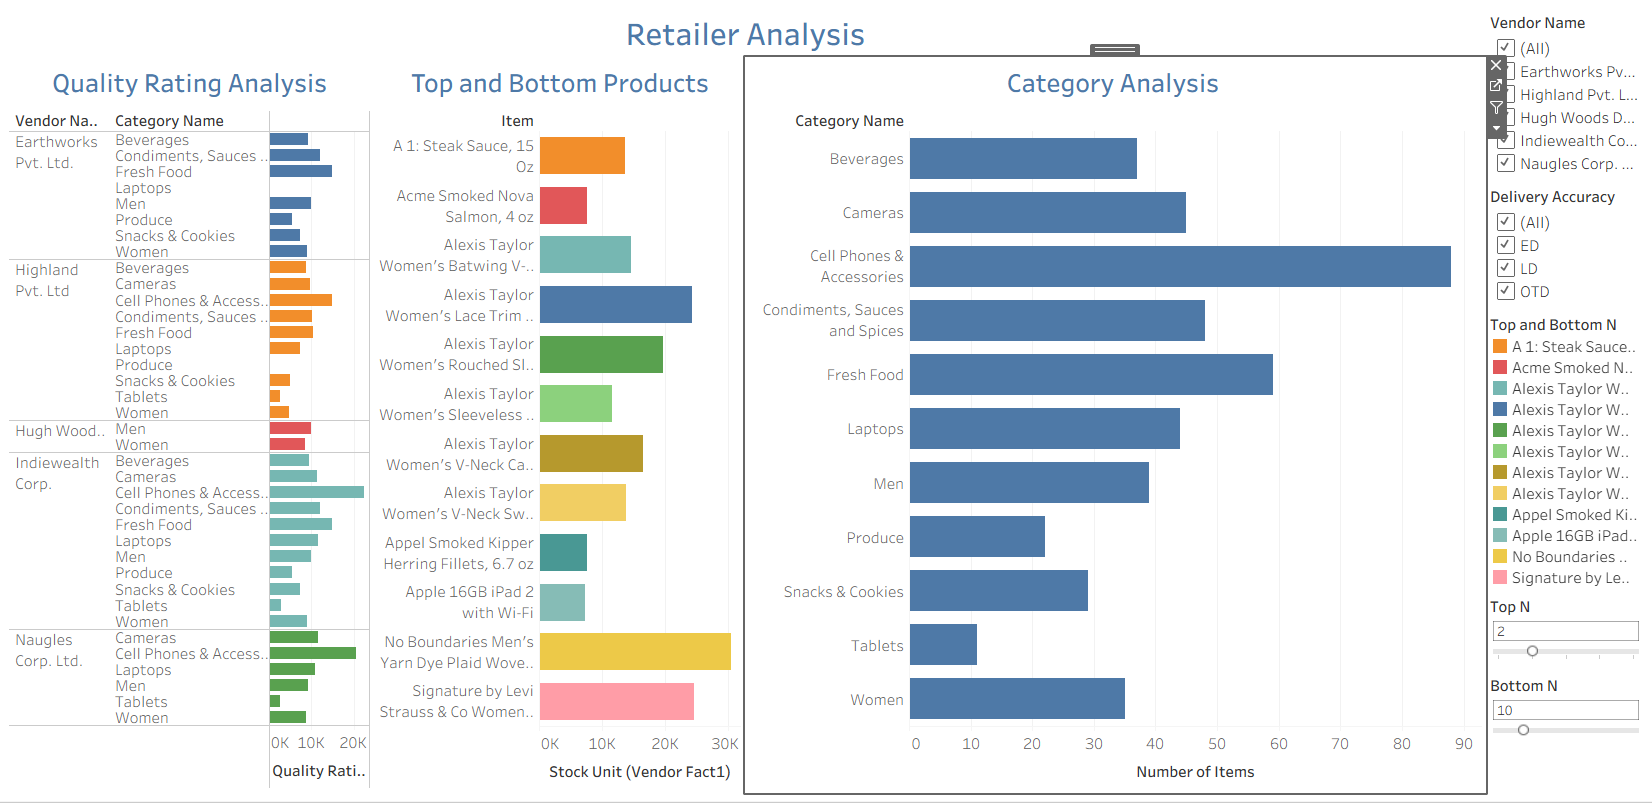 Retailer Analysis
Quality Rating Analysis
Vendor Na..
Category Name
Earthworks
Pvt. Ltd.
Beverages
Condiments, Sauces ..
Fresh Food
Laptops
Men
Produce
Snacks & Cookies
Women
Highland
Pvt. Ltd
Beverages
Cameras
Cell Phones & Access..
Condiments, Sauces ..
Fresh Food
Laptops
Produce
Snacks & Cookies
Tablets
Women
Hugh Wood..
Men
Women
Indiewealth
Corp.
Beverages
Cameras
Cell Phones & Access..
Condiments, Sauces ..
Fresh Food
Laptops
Men
Produce
Snacks & Cookies
Tablets
Women
Naugles
Corp. Ltd.
Cameras
Cell Phones & Access..
Laptops
Men
Tablets
Women
0K 10K 20K
Quality Rati..
Top and Bottom Products
Item
A 1: Steak Sauce, 15
Oz
Acme Smoked Nova
Salmon, 4 oz
Alexis Taylor
Women's Batwing V-..
Alexis Taylor
Women's Lace Trim ..
Alexis Taylor
Women's Rouched Sl..
Alexis Taylor
Women's Sleeveless ..
Alexis Taylor
Women's V-Neck Ca..
Alexis Taylor
Women's V-Neck Sw..
Appel Smoked Kipper
Herring Fillets, 6.7 oz
Apple 16GB iPad 2
with Wi-Fi
No Boundaries Men's
Yarn Dye Plaid Wove..
Signature by Levi
Strauss & Co Women..
0K 10K 20K 30K
Stock Unit (Vendor Fact1)
Category Analysis
Category Name
Beverages
Cameras
Cell Phones &
Accessories
Condiments, Sauces
and Spices
Fresh Food
Laptops
Men
Produce
Snacks & Cookies
Tablets
Women
0 10 20 30 40 50 60 70 80 90
Number of Items
Vendor Name
(All)
Earthworks Pv...
Highland Pvt. L...
Hugh Woods D...
Indiewealth Co...
Naugles Corp. ...
Delivery Accuracy
(All)
ED
LD
OTD
Top and Bottom N
A 1: Steak Sauce..
Acme Smoked N..
Alexis Taylor W..
Alexis Taylor W..
Alexis Taylor W..
Alexis Taylor W..
Alexis Taylor W..
Alexis Taylor W..
Appel Smoked Ki..
Apple 16GB iPad..
No Boundaries ..
Signature by Le..
Top N
2
Bottom N
10